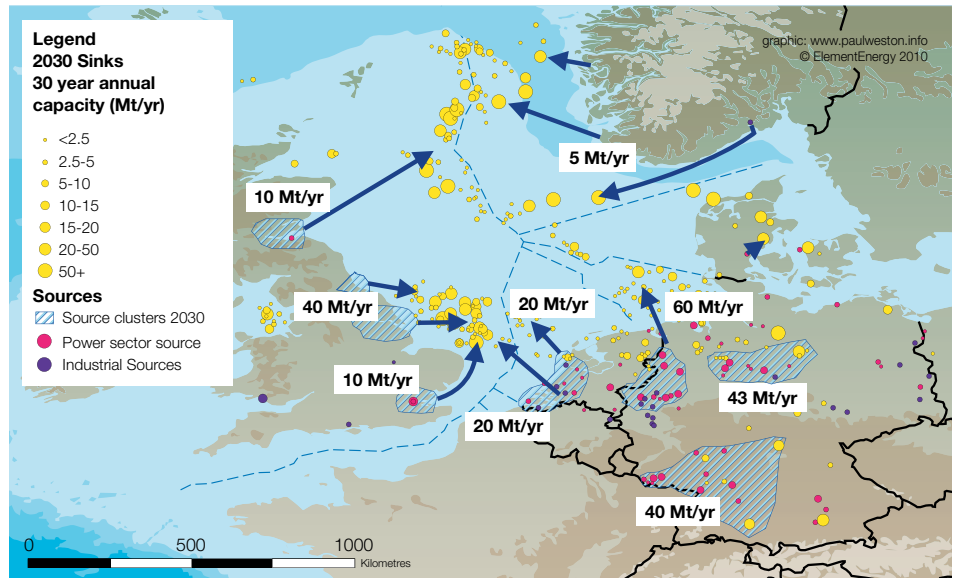 Legend
2030 Sinks
30 year annual
capacity (Mt/yr)
<2.5
2.5-5
5-10
10-15
15-20
20-50
50+
Sources
Source clusters 2030
Power sector source
Industrial Sources
graphic: www.paulweston.info
© ElementEnergy 2010
5 Mt/yr
10 Mt/yr
40 Mt/yr
20 Mt/yr
60 Mt/yr
10 Mt/yr
43 Mt/yr
20 Mt/yr
40 Mt/yr
0 500 1000
Kilometres